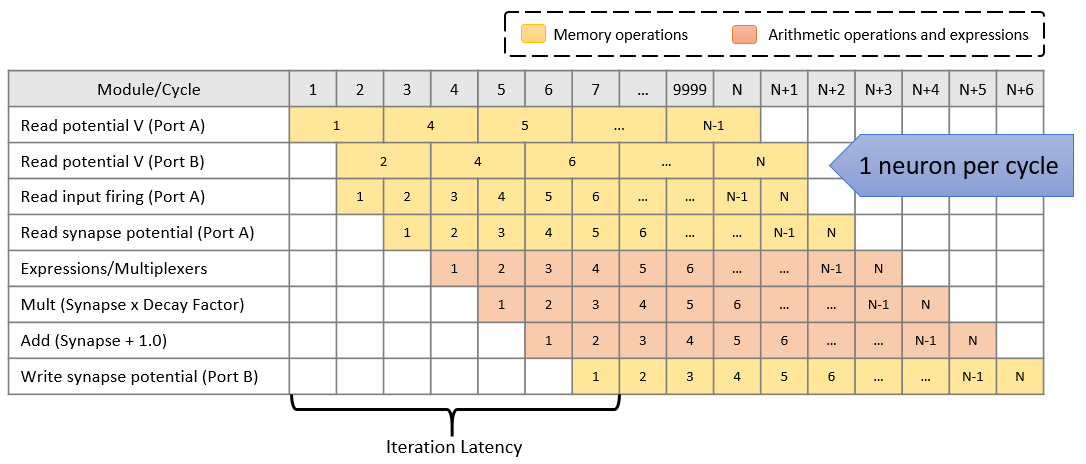 Memory operations Arithmetic operations and expressions
Module/Cycle 1 2 3 4 5 6 7 ... 9999 N N+1 N+2 N+3 N+4 N+5 N+6
Read potential V (Port A) 1 4 5 ... N-1
Read potential V (Port B) 2 4 6 ... N
1 neuron per cycle
Read input firing (Port A) 1 2 3 4 5 6 ... ... N-1 N
Read synapse potential (Port A) 1 2 3 4 5 6 ... ... N-1 N
Expressions/Multiplexers 1 2 3 4 5 6 ... ... N-1 N
Mult (Synapse x Decay Factor) 1 2 3 4 5 6 ... ... N-1 N
Add (Synapse + 1.0) 1 2 3 4 5 6 ... ... N-1 N
Write synapse potential (Port B) 1 2 3 4 5 6 ... ... N-1 N
Iteration Latency